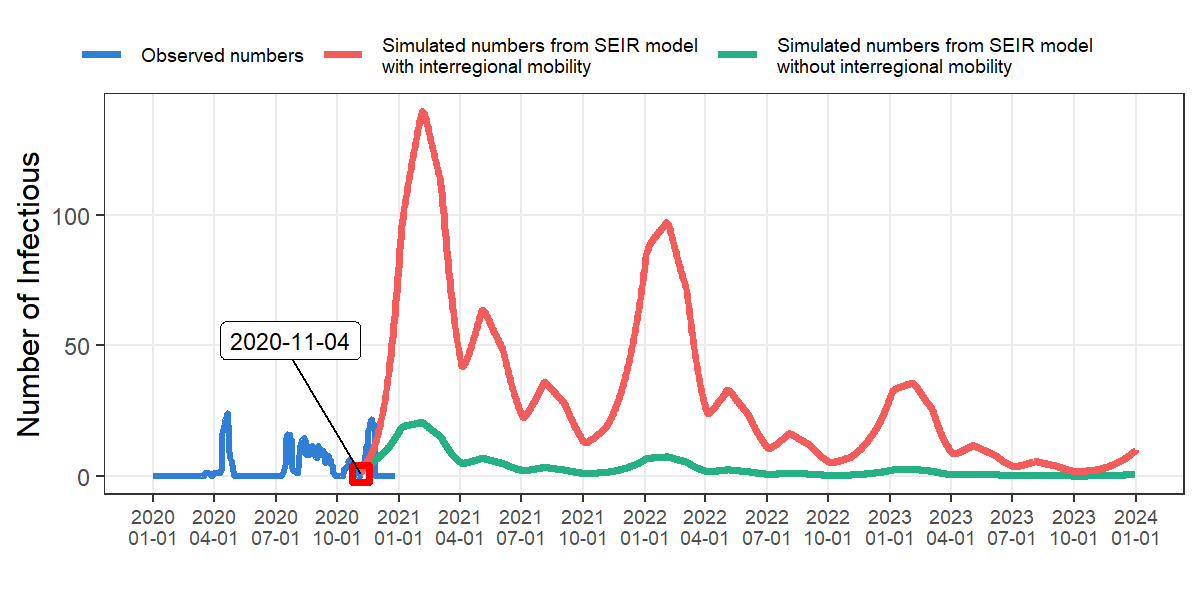 Observed numbers
Simulated numbers from SEIR model
with interregional mobility
Simulated numbers from SEIR model
without interregional mobility
Number of Infectious
100
50
0
2020-11-04
2020 2020 2020 2020 2021 2021 2021 2021 2022 2022 2022 2022 2023 2023 2023 2023 2024
01-01 04-01 07-01 10-01 01-01 04-01 07-01 10-01 01-01 04-01 07-01 10-01 01-01 04-01 07-01 10-01 01-01